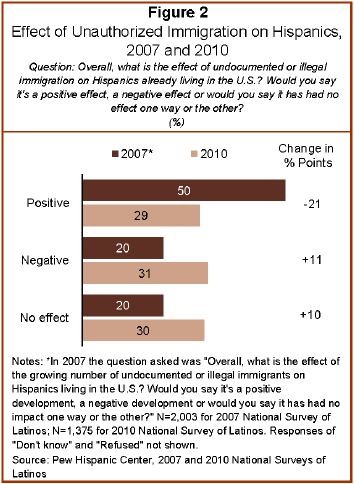 Figure 2
Effect of Unauthorized Immigration on Hispanics,
2007 and 2010
Question: Overall, what is the effect of undocumented or illegal
immigration on Hispanics already living in the U.S.? Would you say
it's a positive effect, a negative effect or would you say it has had no
effect one way or the other?
(%)
2007* 2010 Change in
% Points
50
Positive -21
29
20
Negative +11
31
20
No effect +10
30
Notes: *In 2007 the question asked was "Overall, what is the effect of
the growing number of undocumented or illegal immigrants on
Hispanics living in the U.S.? Would you say it's a positive
development, a negative development or would you say it has had no
impact one way or the other?" N=2,003 for 2007 National Survey of
Latinos; N=1,375 for 2010 National Survey of Latinos. Responses of
"Don't know" and "Refused" not shown.
Source: Pew Hispanic Center, 2007 and 2010 National Surveys of
Latinos